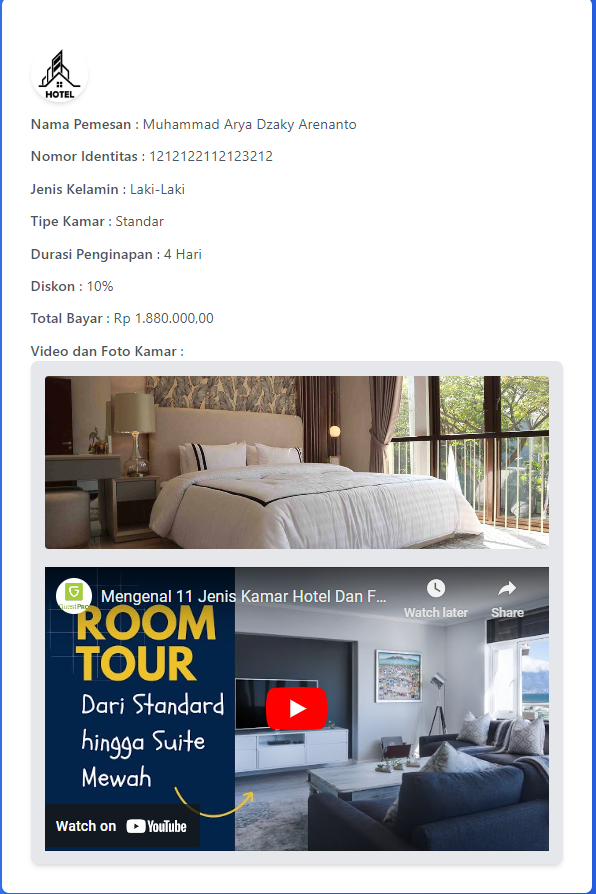 HOTEL
Nama Pemesan : Muhammad Arya Dzaky Arenanto
Nomor Identitas : 1212122112123212
Jenis Kelamin : Laki-Laki
Tipe Kamar : Standar
Durasi Penginapan : 4 Hari
Diskon : 10%
Total Bayar : Rp 1.880.000,00
Video dan Foto Kamar :
GuestPro
Mengenal 11 Jenis Kamar Hotel Dan F...
Watch later
Share
ROOM
TOUR
Dari Standard
hingga Suite
Mewah
Watch on YouTube